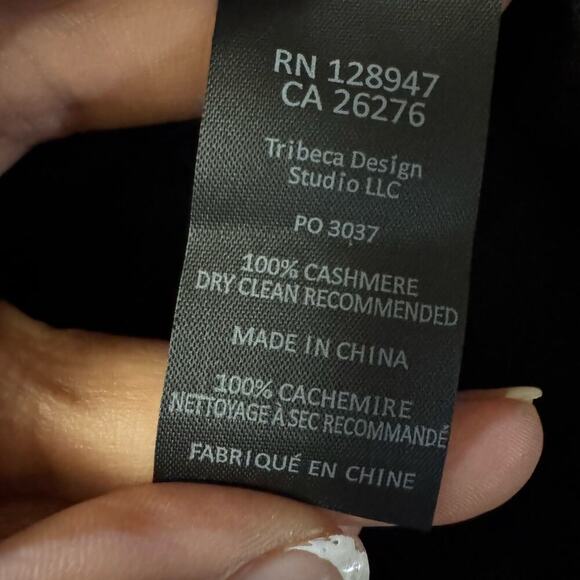 RN 128947
CA 26276
Tribeca Design
Studio LLC
PO 3037
100% CASHMERE
DRY CLEAN RECOMMENDED
MADE IN CHINA
100% CACHEMIRE
NETTOYAGE À SEC RECOMMANDÉ
FABRIQUÉ EN CHINE